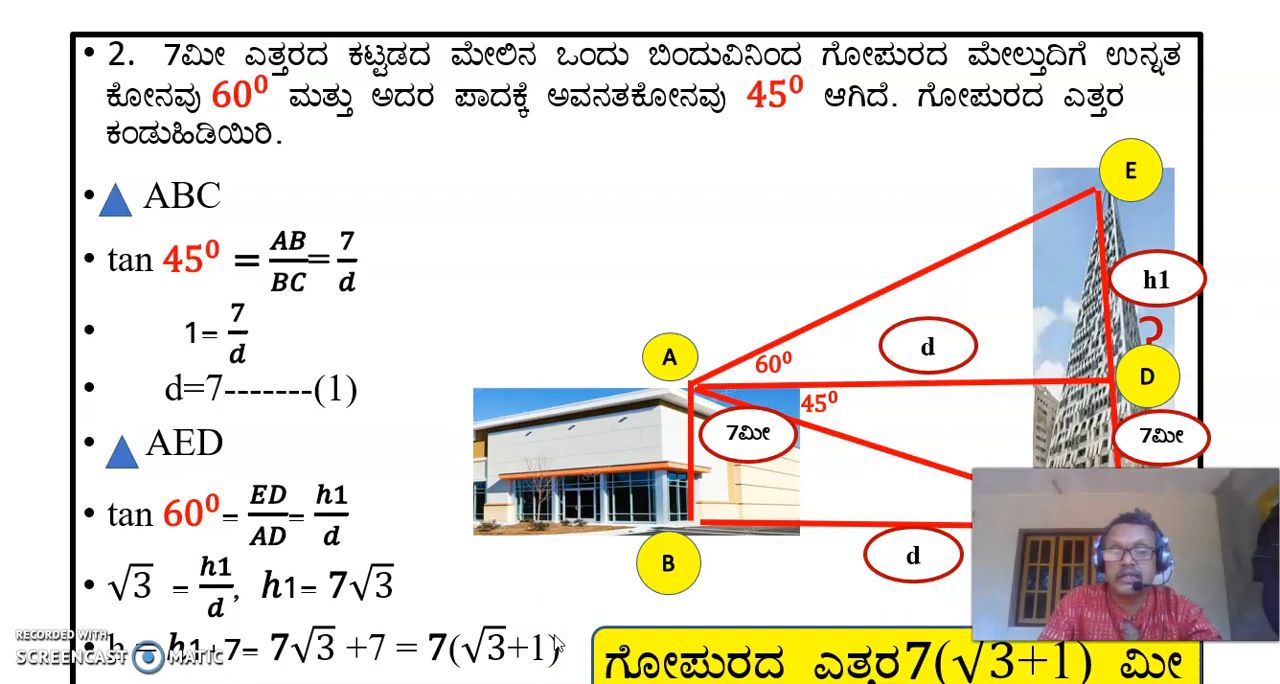 • 2. 7ಮೀ ಎತ್ತರದ ಕಟ್ಟಡದ ಮೇಲಿನ ಒಂದು ಬಿಂದುವಿನಿಂದ ಗೋಪುರದ ಮೇಲ್ತುದಿಗೆ ಉನ್ನತ
ಕೋನವು 60⁰ ಮತ್ತು ಅದರ ಪಾದಕ್ಕೆ ಅವನತಕೋನವು 45⁰ ಆಗಿದೆ. ಗೋಪುರದ ಎತ್ತರ
ಕಂಡುಹಿಡಿಯಿರಿ.
• ABC
• tan 45⁰ = AB/BC = 7/d
• 1= 7/d
• d=7-------(1)
• AED
• tan 60⁰ = ED/AD = h1/d
• √3 = h1/d, h1= 7√3
• h = h1+7= 7√3 +7 = 7(√3+1)
E
h1
?
d
A
60⁰
D
45⁰
7ಮೀ
7ಮೀ
d
B
ಗೋಪುರದ ಎತ್ತರ7(√3+1) ಮೀ
RECORDED WITH
SCREENCAST MATIC